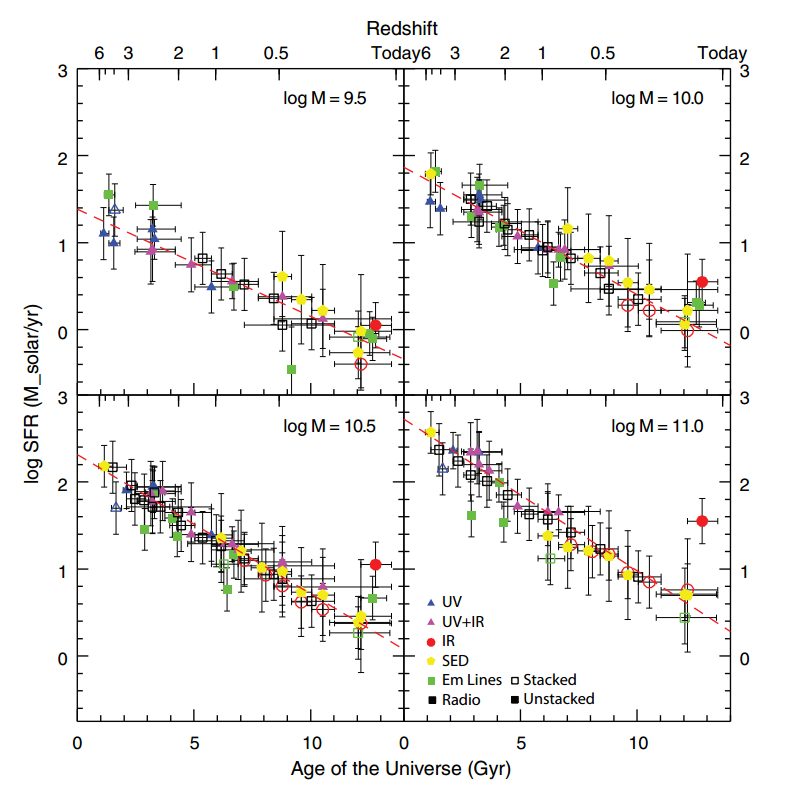 Redshift
6 3 2 1 0.5 Today 6 3 2 1 0.5 Today
3 3
log M = 9.5 log M = 10.0
2 2
1 1
0 0
log SFR (M_solar/yr)
3 3
log M = 10.5 log M = 11.0
2 2
1 1
UV
UV+IR
IR
0 SED 0
Em Lines Stacked
Radio Unstacked
0 5 10 0 5 10
Age of the Universe (Gyr)